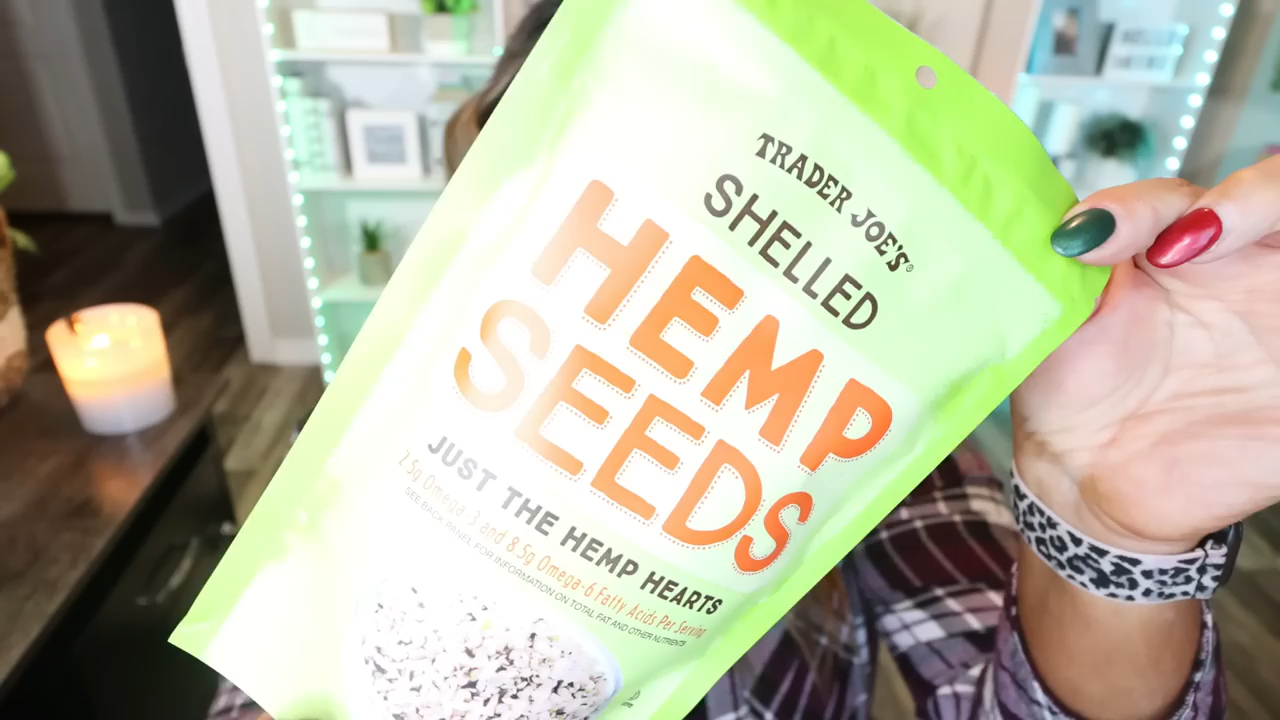 TRADER JOE'S®
SHELLED
HEMP
SEEDS
JUST THE HEMP HEARTS
2.5g Omega-3 and 8.5g Omega-6 Fatty Acids Per Serving
SEE BACK PANEL FOR INFORMATION ON TOTAL FAT AND OTHER NUTRIENTS